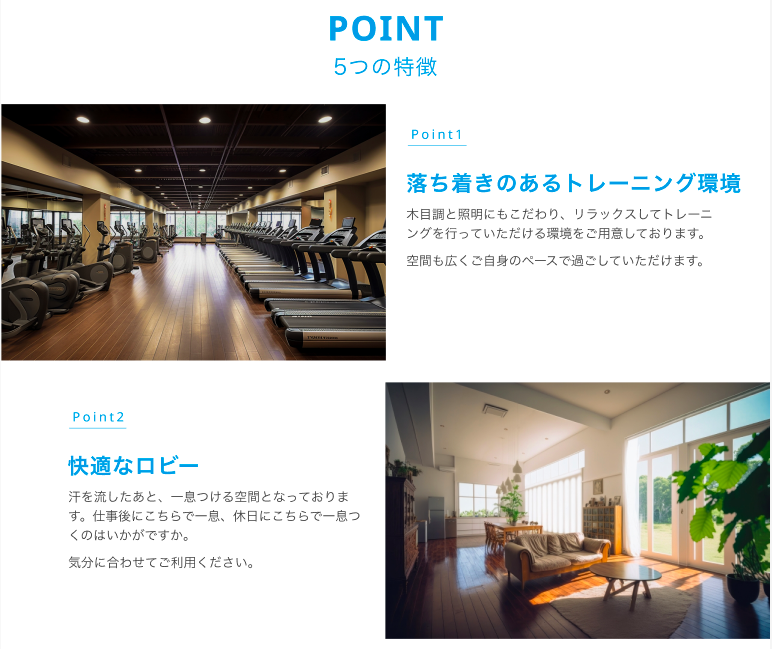 POINT
5つの特徴
Point1
落ち着きのあるトレーニング環境
木目調と照明にもこだわり、リラックスしてトレーニ
ングを行っていただける環境をご用意しております。
空間も広くご自身のペースで過ごしていただけます。
Point2
快適なロビー
汗を流したあと、一息つける空間となっておりま
す。仕事後にこちらで一息、休日にこちらで一息つ
くのはいかがですか。
気分に合わせてご利用ください。